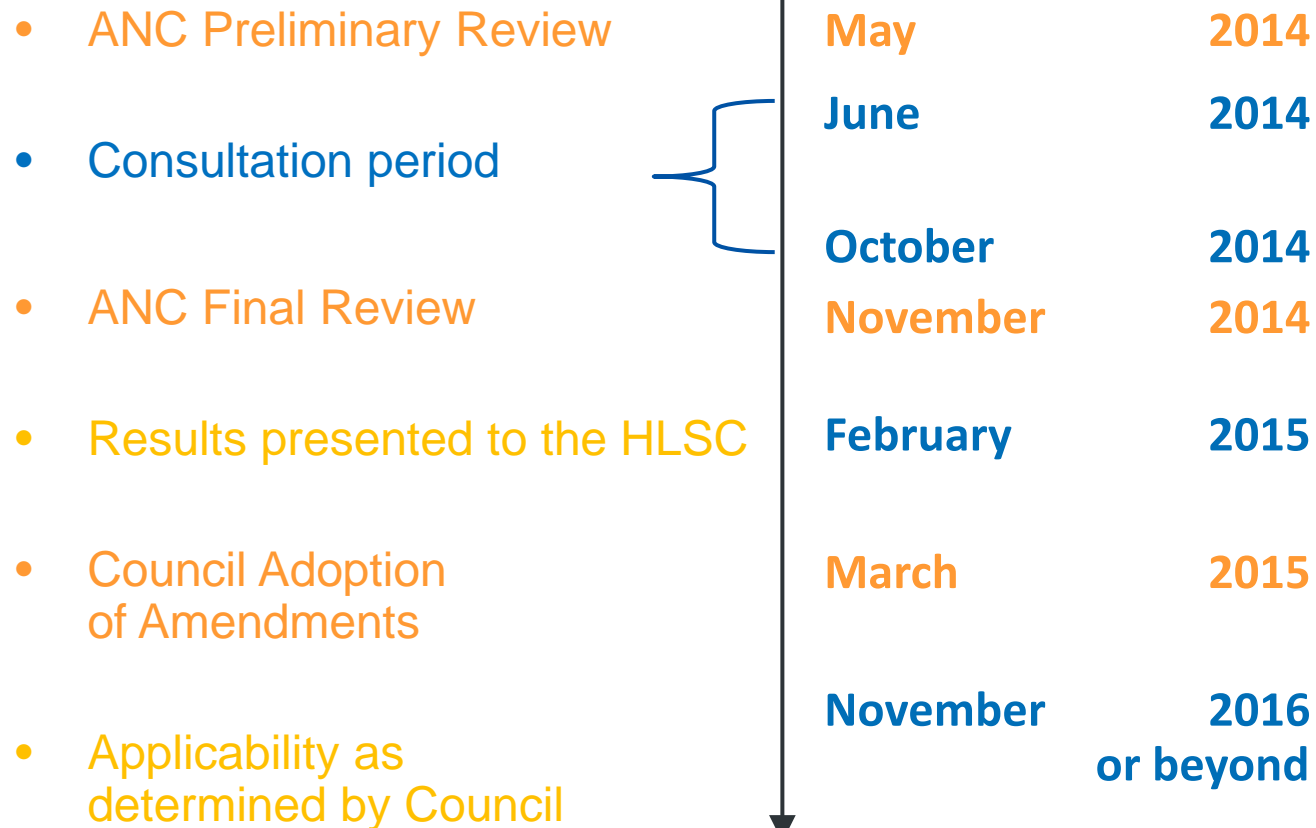 • ANC Preliminary Review May 2014
June 2014
• Consultation period
October 2014
• ANC Final Review November 2014
• Results presented to the HLSC February 2015
• Council Adoption March 2015
of Amendments
November 2016
• Applicability as or beyond
determined by Council